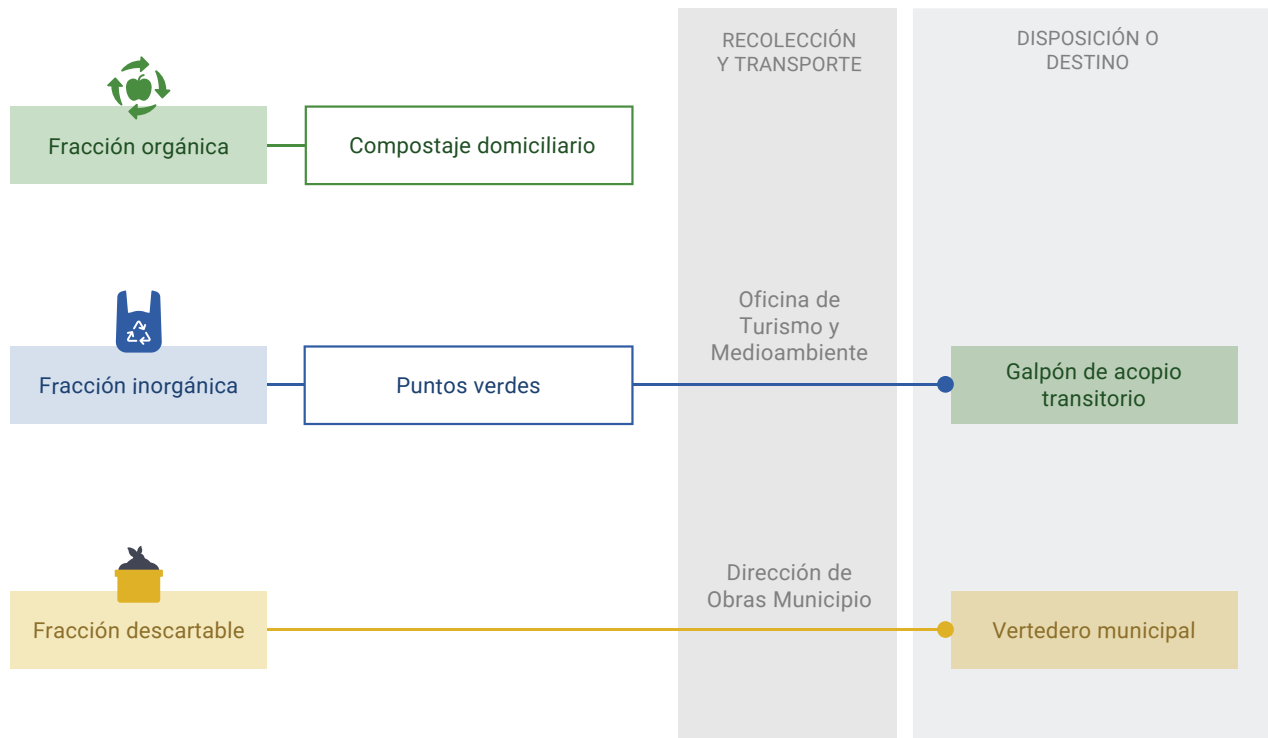 RECOLECCIÓN
Y TRANSPORTE
DISPOSICIÓN O
DESTINO
Fracción orgánica
Compostaje domiciliario
Oficina de
Turismo y
Medioambiente
Fracción inorgánica
Puntos verdes
Galpón de acopio
transitorio
Dirección de
Obras Municipio
Fracción descartable
Vertedero municipal